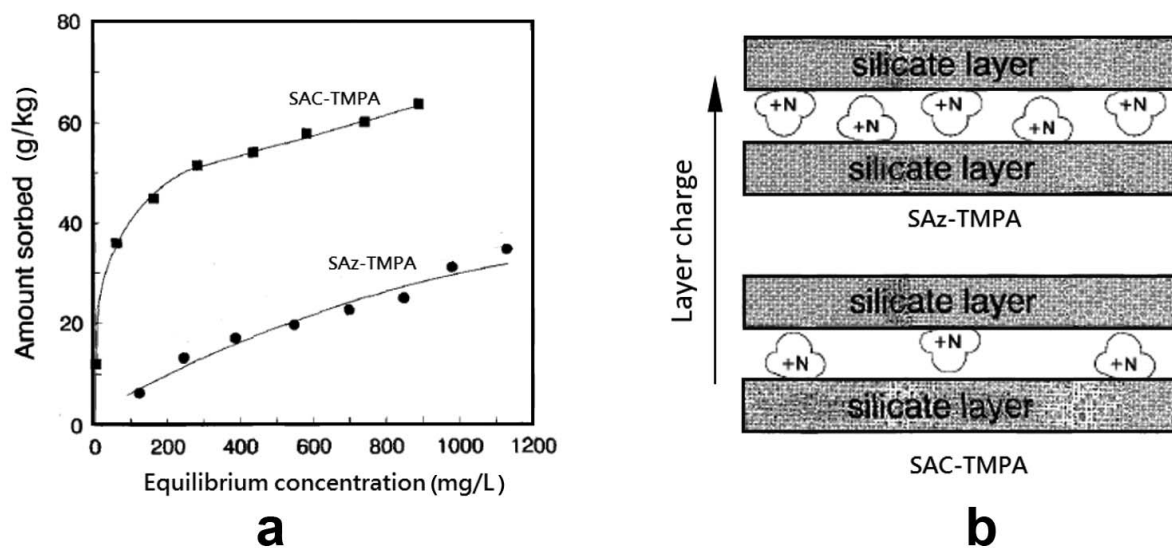 80
60
40
20
0
0
200
400
600
800
1000
1200
Amount sorbed (g/kg)
SAC-TMPA
SAz-TMPA
Equilibrium concentration (mg/L)
a
Layer charge
silicate layer
+N +N +N +N +N
silicate layer
SAz-TMPA
silicate layer
+N +N +N
silicate layer
SAC-TMPA
b